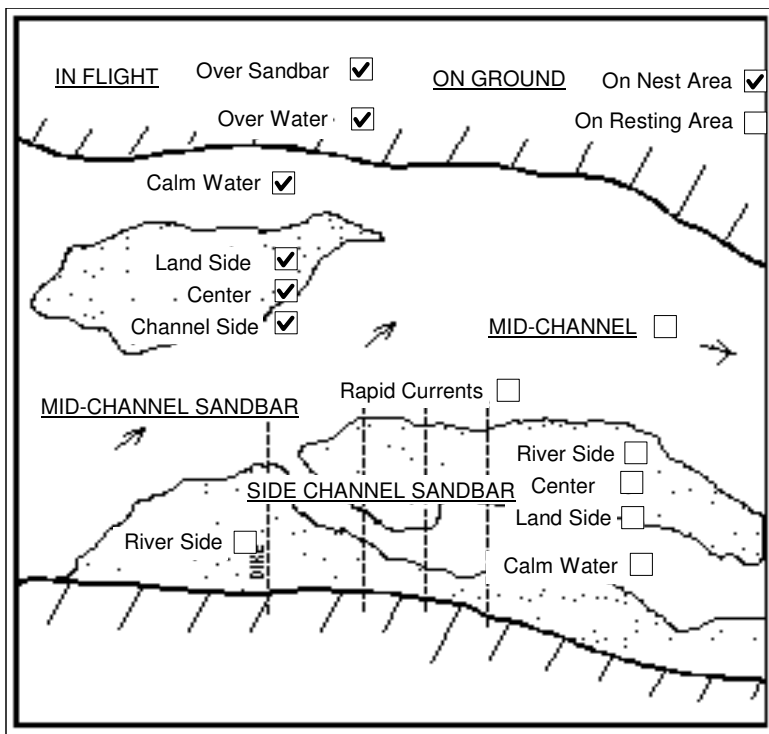 IN FLIGHT
Over Sandbar
ON GROUND
On Nest Area
Over Water
On Resting Area
Calm Water
Land Side
Center
Channel Side
MID-CHANNEL
Rapid Currents
MID-CHANNEL SANDBAR
River Side
SIDE CHANNEL SANDBAR
Center
Land Side
River Side
DIKE
Calm Water